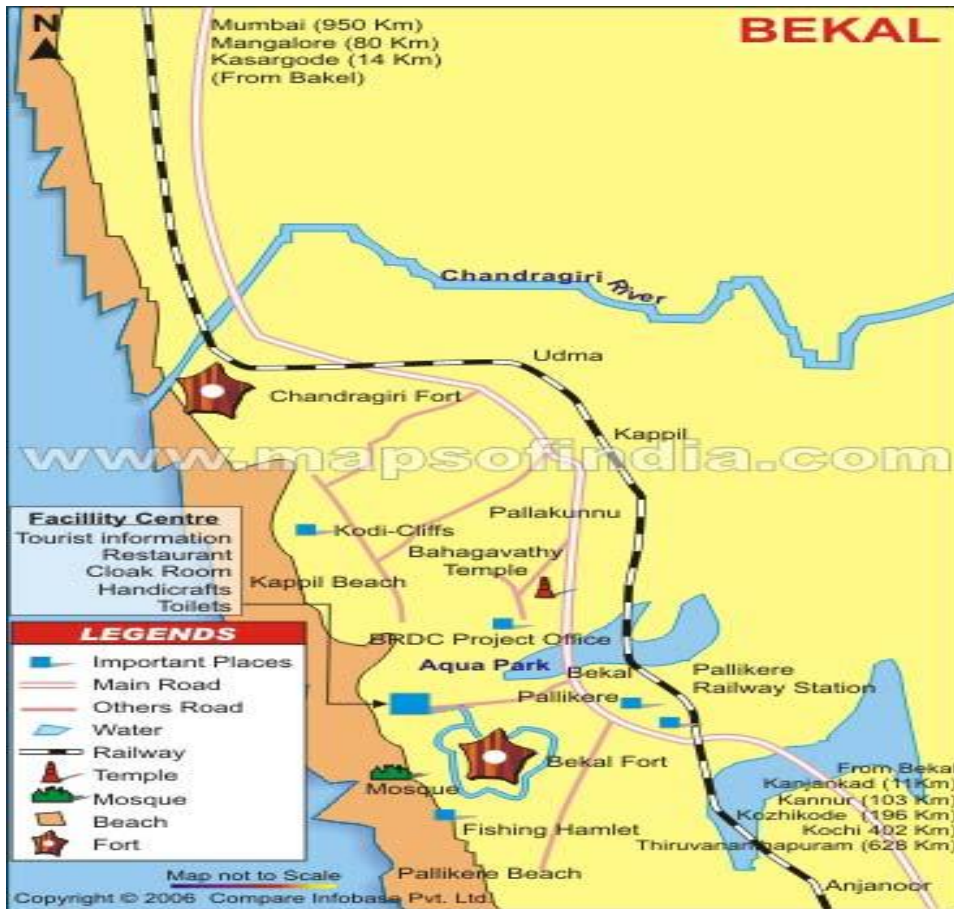 N
Mumbai (950 Km)
Mangalore (80 Km)
Kasargode (14 Km)
(From Bakel)
BEKAL
Chandragiri River
Udma
Chandragiri Fort
Kappil
www.mapsofindia.com
Pallakunnu
Kodi-Cliffs
Bahagavathy
Temple
Kappil Beach
Facillity Centre
Tourist information
Restaurant
Cloak Room
Handicrafts
Toilets
BRDC Project Office
Aqua Park
Bekal
Pallikere
Pallikere
Railway Station
LEGENDS
Important Places
Main Road
Others Road
Water
Railway
Temple
Mosque
Beach
Fort
Bekal Fort
Mosque
Fishing Hamlet
Pallikere Beach
From Bekal
Kanjankad (11Km)
Kannur (103 Km)
Kozhikode (196 Km)
Kochi 402 Km)
Thiruvananthapuram (628 Km)
Anjanoor
Map not to Scale
Copyright © 2006 Compare Infobase Pvt. Ltd.